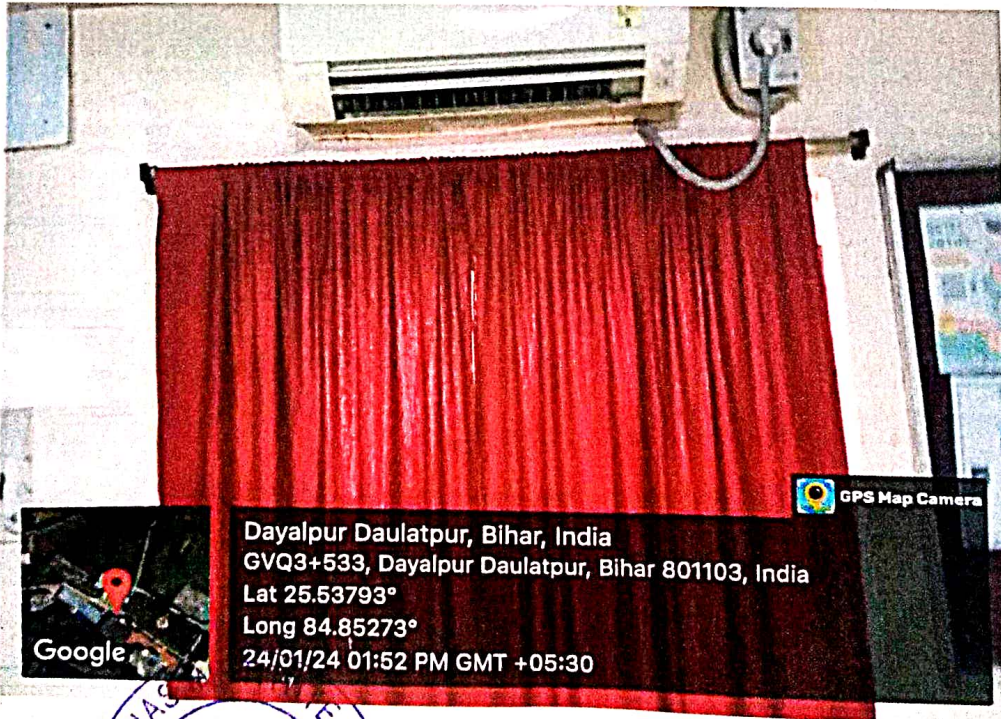 GPS Map Camera
Dayalpur Daulatpur, Bihar, India
GVQ3+533, Dayalpur Daulatpur, Bihar 801103, India
Lat 25.53793°
Long 84.85273°
24/01/24 01:52 PM GMT +05:30
Google